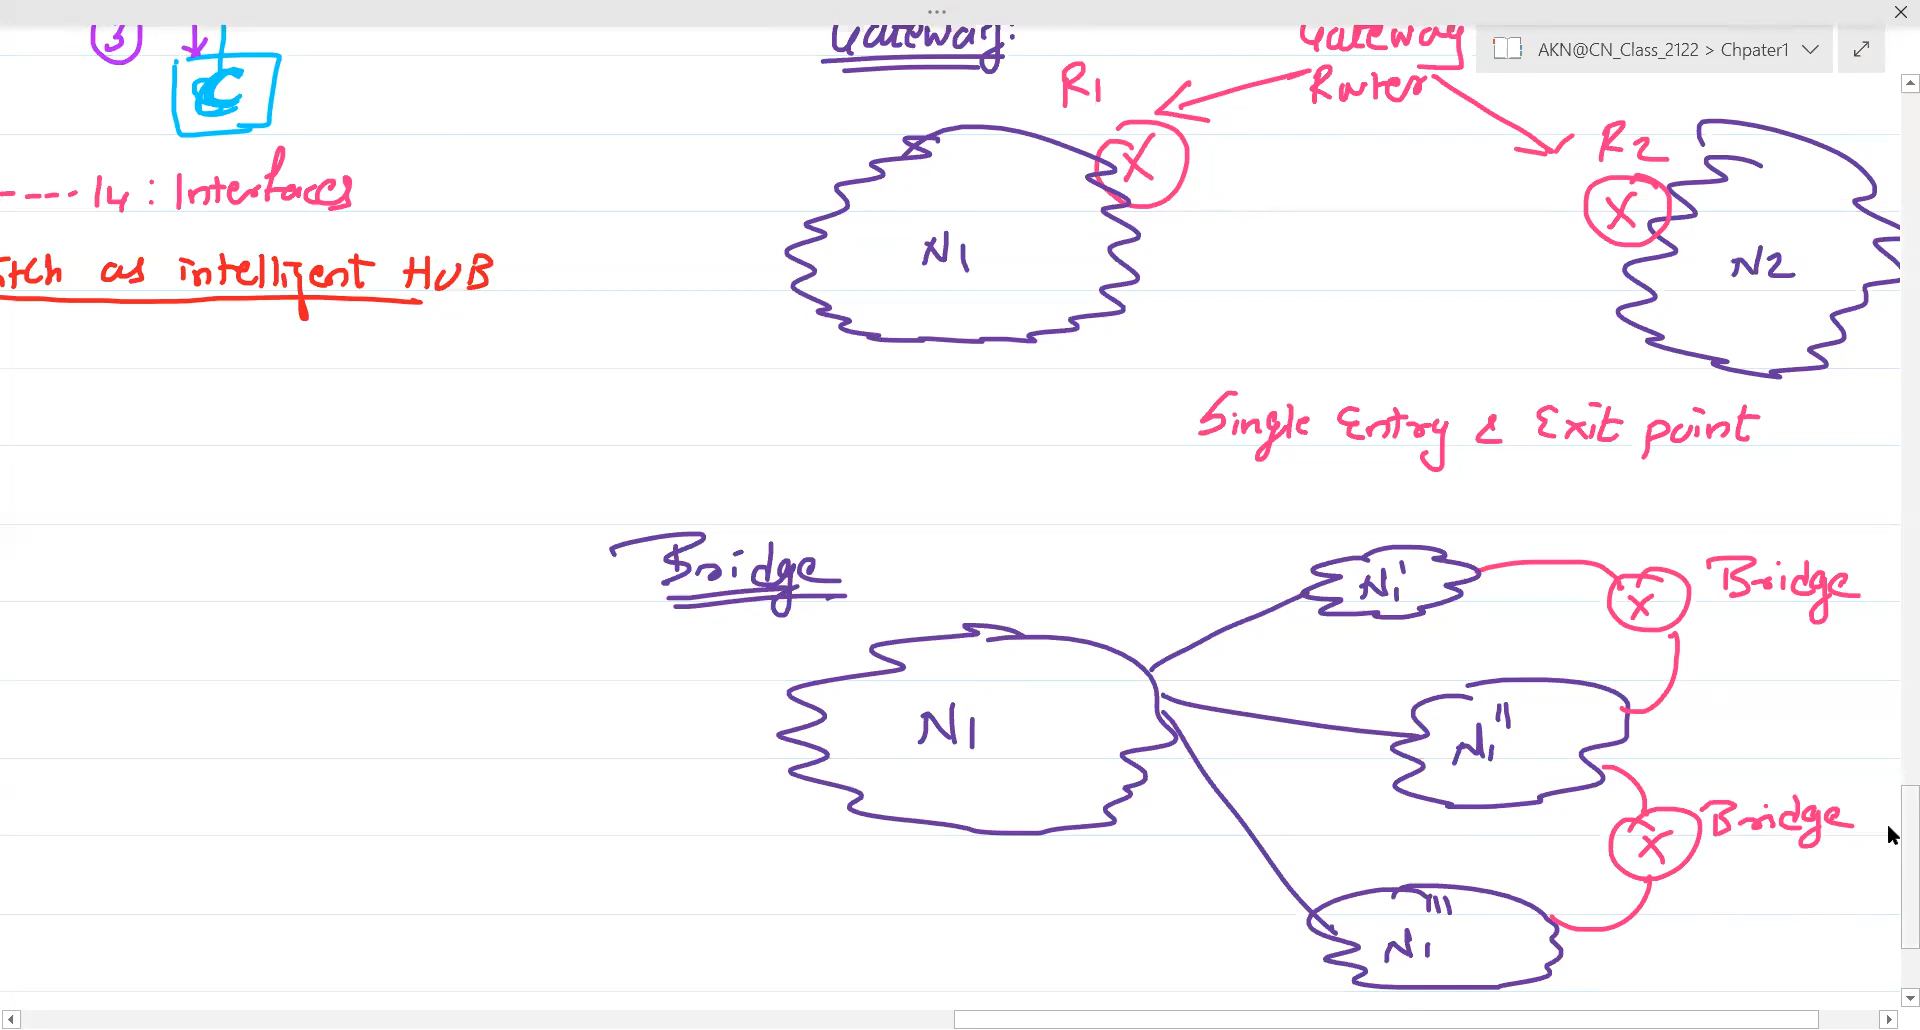 AKN@CN_Class_2122 > Chpater1
3
Gateway:
Gateway
Router
C
R1
X
R2
X
---- I4 : Interfaces
N1
N2
as intelligent HUB
Single Entry & Exit point
Bridge
N1'
X
Bridge
N1
N1''
X
Bridge
N1'''